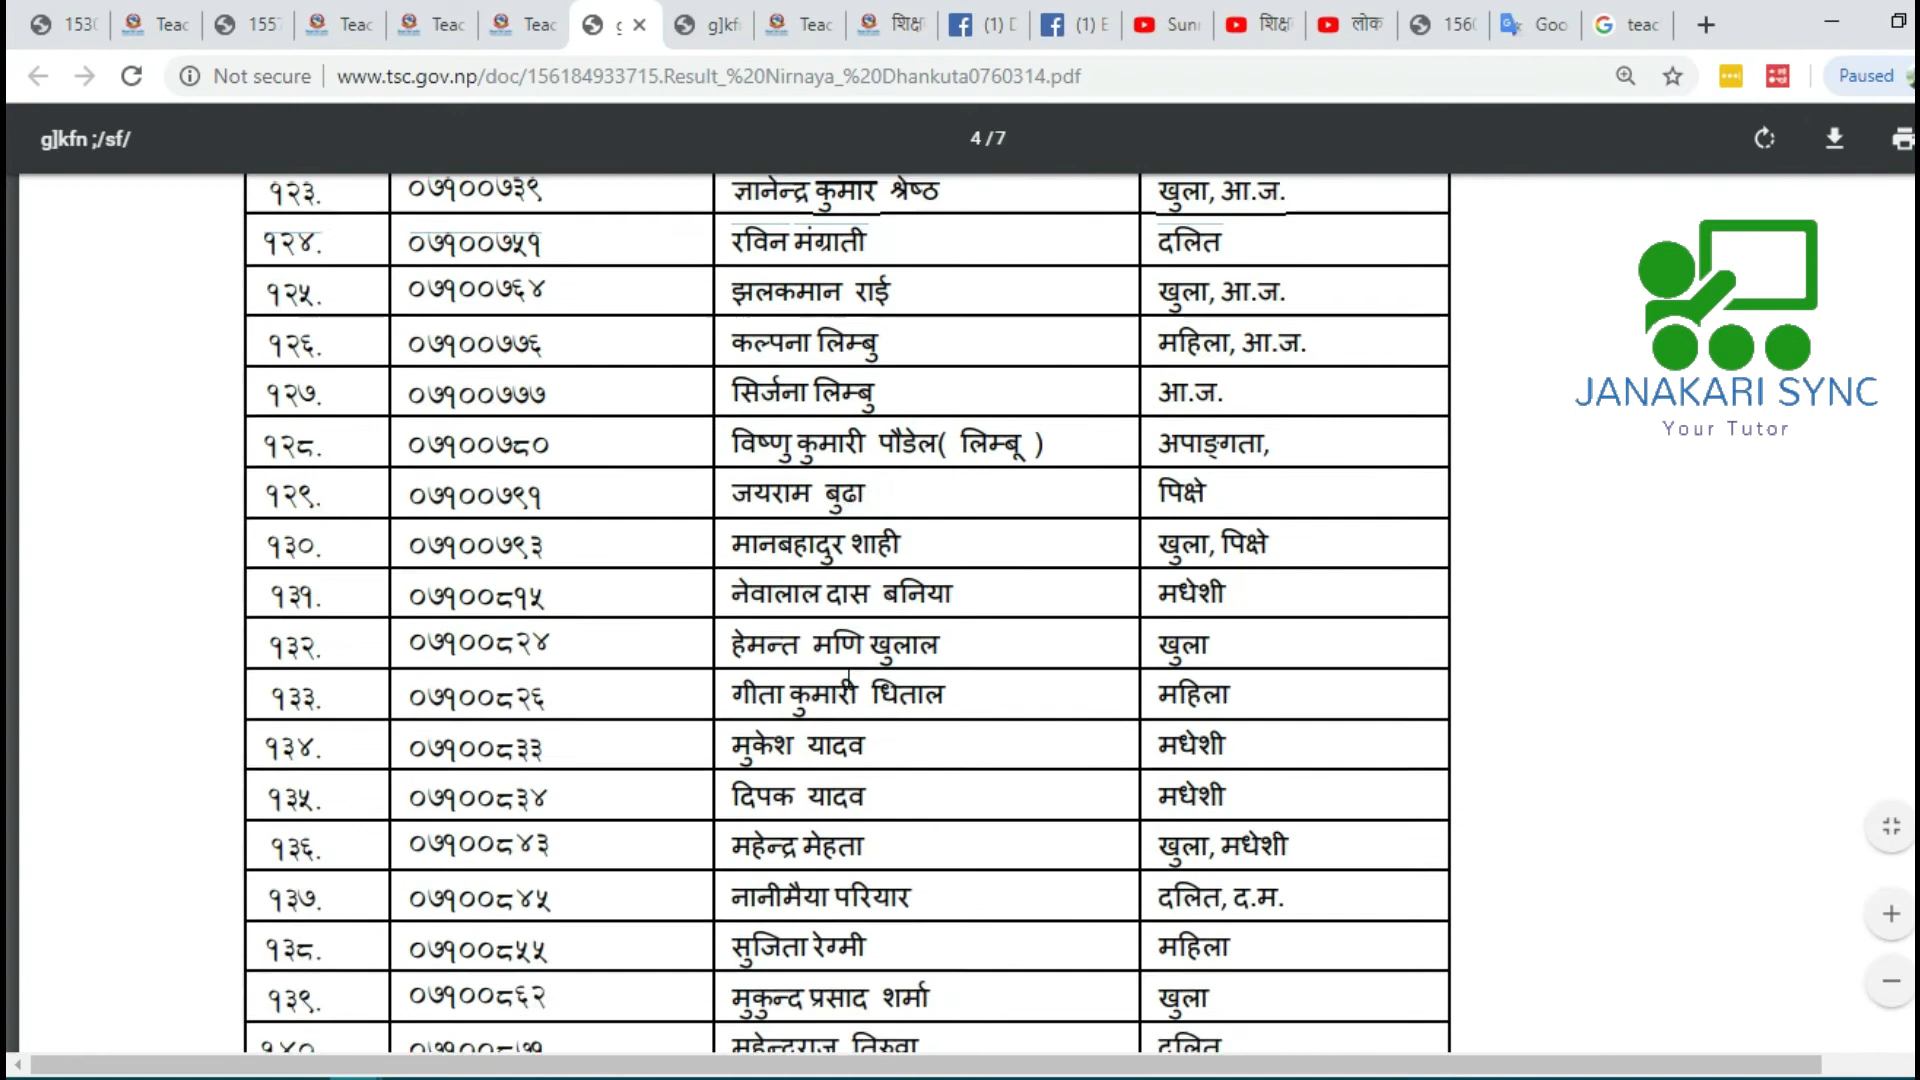 153 Teac 155 Teac Teac Teac g g]kf Teac शिक्ष (1) D (1) E Sun शिक्ष लोक 156 Goo teac
Not secure www.tsc.gov.np/doc/156184933715.Result_%20Nirnaya_%20Dhankuta0760314.pdf Paused
g]kfn ;/sf/ 4 / 7
१२३. ०७१००७३९ ज्ञानेन्द्र कुमार श्रेष्ठ खुला, आ.ज.
१२४. ०७१००७५१ रविन मंग्राती दलित
१२५. ०७१००७६४ झलकमान राई खुला, आ.ज.
१२६. ०७१००७७६ कल्पना लिम्बु महिला, आ.ज.
१२७. ०७१००७७७ सिर्जना लिम्बु आ.ज.
१२८. ०७१००७८० विष्णु कुमारी पौडेल( लिम्बू ) अपाङ्गता,
१२९. ०७१००७९१ जयराम बुढा पिक्षे
१३०. ०७१००७९३ मानबहादुर शाही खुला, पिक्षे
१३१. ०७१००८१५ नेवालाल दास बनिया मधेशी
१३२. ०७१००८२४ हेमन्त मणि खुलाल खुला
१३३. ०७१००८२६ गीता कुमारी धिताल महिला
१३४. ०७१००८३३ मुकेश यादव मधेशी
१३५. ०७१००८३४ दिपक यादव मधेशी
१३६. ०७१००८४३ महेन्द्र मेहता खुला, मधेशी
१३७. ०७१००८४५ नानीमैया परियार दलित, द.म.
१३८. ०७१००८५५ सुजिता रेग्मी महिला
१३९. ०७१००८६२ मुकुन्द प्रसाद शर्मा खुला
१४०. ०७१००८७१ महेन्द्रराज तिरुवा दलित
JANAKARI SYNC
Your Tutor